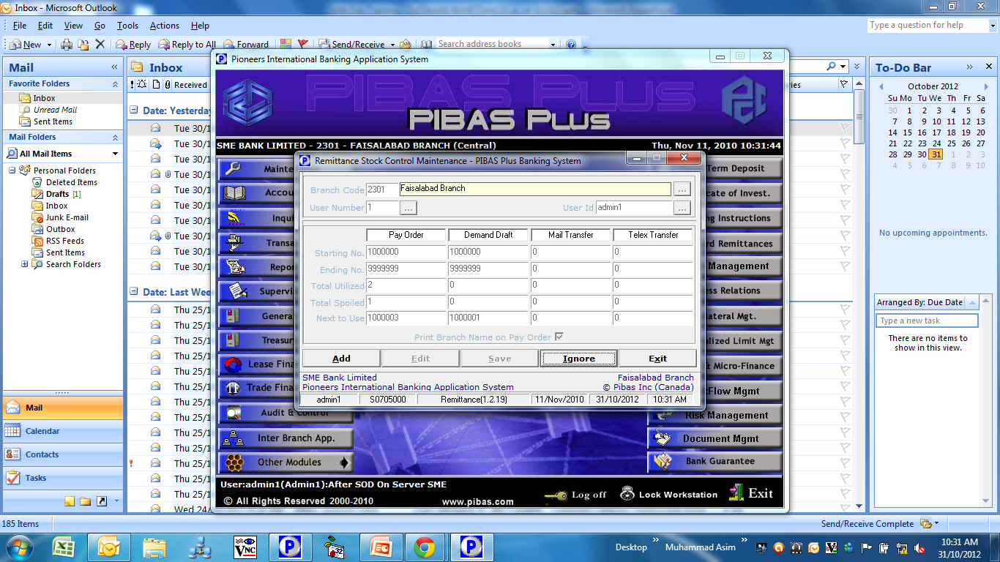 Inbox - Microsoft Outlook
File Edit View Go Tools Actions Help
Type a question for help
New Reply Reply to All Forward Send/Receive Search address books
Mail
Favorite Folders
Inbox
Unread Mail
Sent Items
Mail Folders
All Mail Items
Personal Folders
Deleted Items
Drafts [1]
Inbox
Junk E-mail
Outbox
RSS Feeds
Sent Items
Search Folders
Mail
Calendar
Contacts
Tasks
Inbox
Received
Date: Yesterday
Tue 30/1
Tue 30/1
Tue 30/1
Tue 30/1
Tue 30/1
Tue 30/1
Tue 30/1
Tue 30/1
Tue 30/1
Tue 30/1
Date: Last Wee
Thu 25/1
Thu 25/1
Thu 25/1
Thu 25/1
Thu 25/1
Thu 25/1
Thu 25/1
Thu 25/1
Thu 25/1
Thu 25/1
Thu 25/1
Thu 25/1
Thu 25/1
Wed 24/
Pioneers International Banking Application System
PIBAS PLUS
PIBAS PLUS
SME BANK LIMITED - 2301 - FAISALABAD BRANCH (Central) Thu, Nov 11, 2010 10:31:44
Mainte
Accou
Inqui
Transa
Repor
Supervi
Genera
Treasur
Lease Finan
Trade Finan
Audit & Control
Inter Branch App.
Other Modules
Remittance Stock Control Maintenance - PIBAS Plus Banking System
Branch Code 2301 Faisalabad Branch ...
User Number 1 ... User Id admin1 ...
Pay Order Demand Draft Mail Transfer Telex Transfer
Starting No. 1000000 1000000 0 0
Ending No. 9999999 9999999 0 0
Total Utilized 2 0 0 0
Total Spoiled 1 0 0 0
Next to Use 1000003 1000001 0 0
Print Branch Name on Pay Order
Add Edit Save Ignore Exit
SME Bank Limited Faisalabad Branch
Pioneers International Banking Application System © Pibas Inc (Canada)
admin1 S0705000 Remittance(1.2.19) 11/Nov/2010 31/10/2012 10:31 AM
Term Deposit
cate of Invest.
ng Instructions
rd Remittances
Management
ss Relations
lateral Mgt.
lized Limit Mgt
& Micro-Finance
Flow Mgmt
Risk Management
Document Mgmt
Bank Guarantee
User:admin1(Admin1):After SOD On Server SME
© All Rights Reserved 2000-2010 www.pibas.com Log off Lock Workstation Exit
ries
To-Do Bar
October 2012
Su Mo Tu We Th Fr Sa
30 1 2 3 4 5 6
7 8 9 10 11 12 13
14 15 16 17 18 19 20
21 22 23 24 25 26 27
28 29 30 31 1 2 3
4 5 6 7 8 9 10
No upcoming appointments.
Arranged By: Due Date
Type a new task
There are no items to
show in this view.
185 Items Send/Receive Complete
VNC
Desktop Muhammad Asim
10:31 AM
31/10/2012